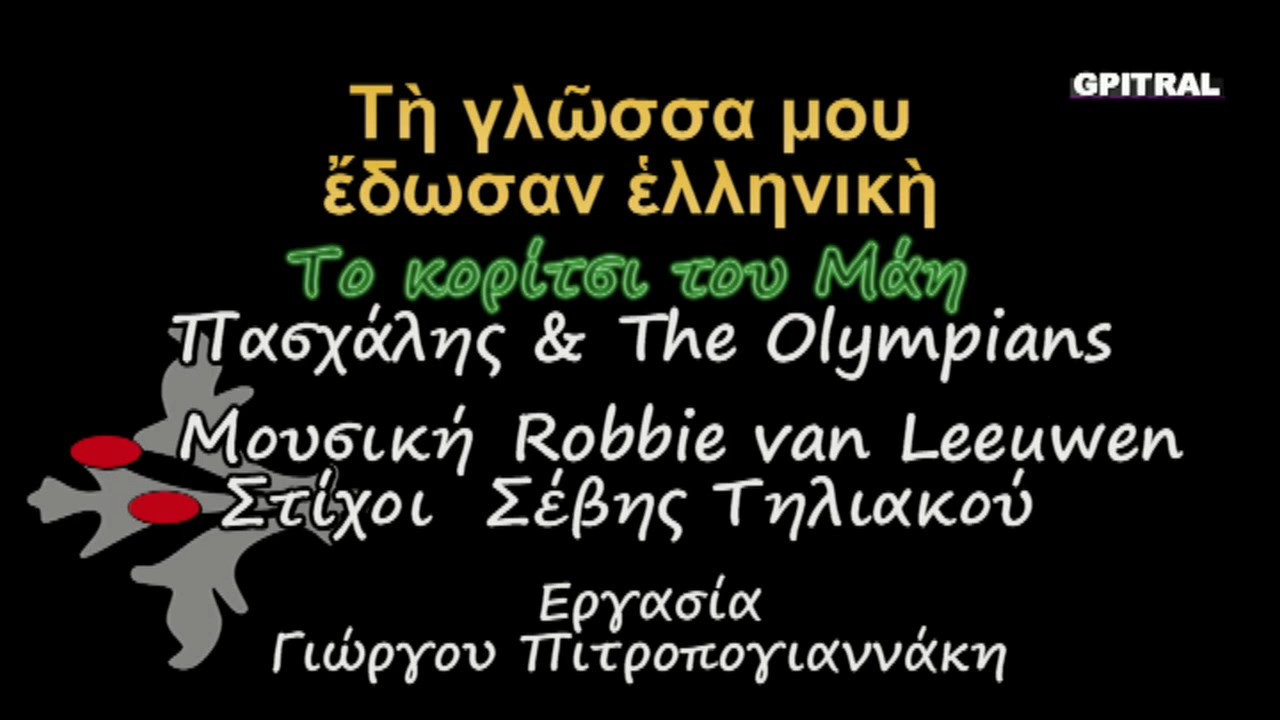 GPITRAL
Τὴ γλῶσσα μου
ἔδωσαν ἑλληνικὴ
Το κορίτσι του Μάη
Πασχάλης & The Olympians
Μουσική Robbie van Leeuwen
Στίχοι Σέβης Τηλιακού
Εργασία
Γιώργου Πιτροπογιαννάκη